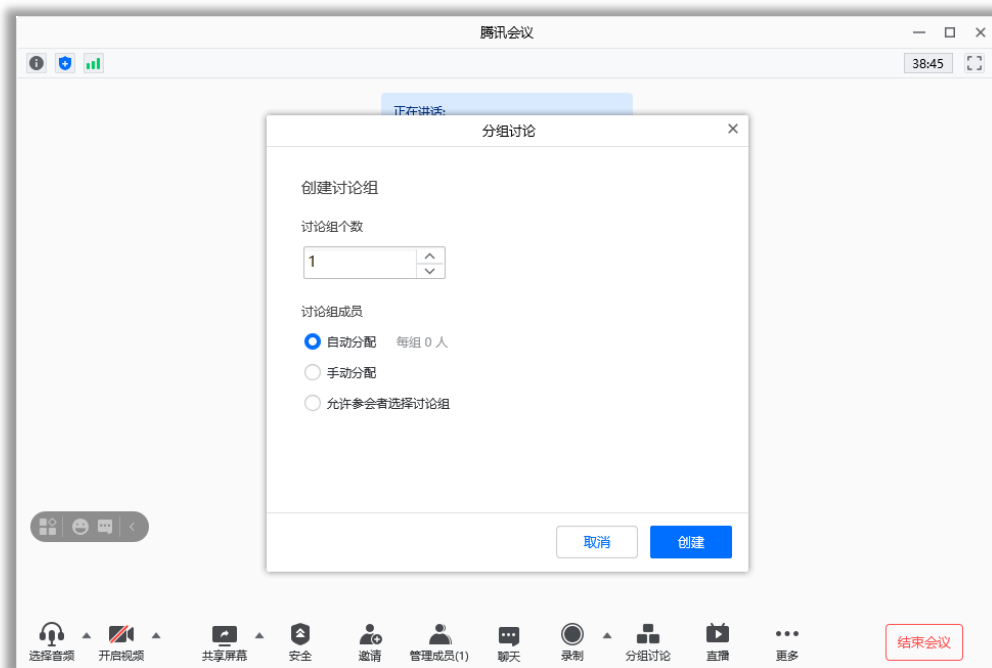 腾讯会议
38:45
正在讲话:
分组讨论
创建讨论组
讨论组个数
1
讨论组成员
自动分配 每组 0 人
手动分配
允许参会者选择讨论组
取消 创建
选择音频 开启视频 共享屏幕 安全 邀请 管理成员(1) 聊天 录制 分组讨论 直播 更多 结束会议